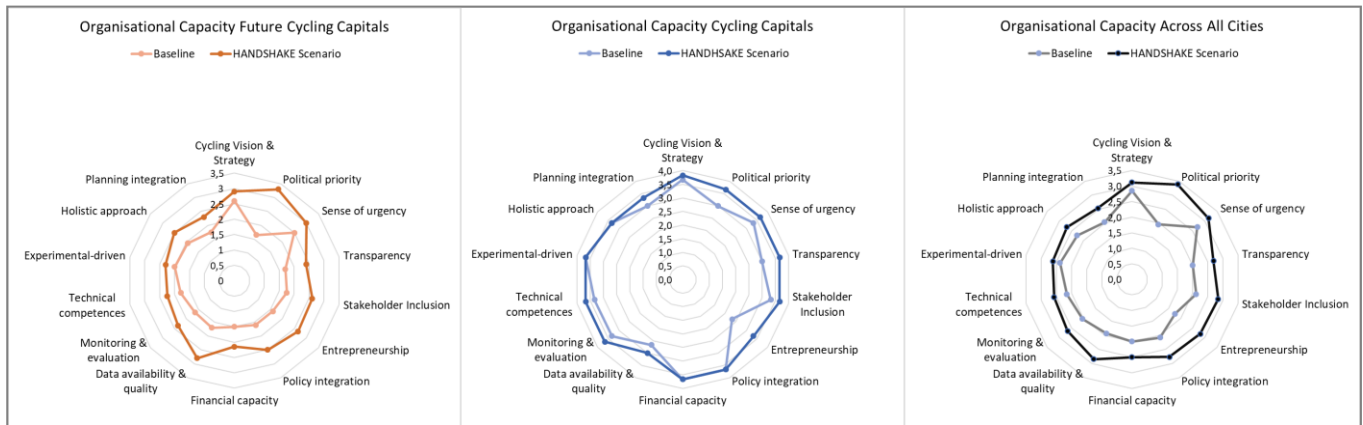 Organisational Capacity Future Cycling Capitals
Baseline
HANDSHAKE Scenario
Cycling Vision &
Strategy
Political priority
Sense of urgency
Transparency
Stakeholder Inclusion
Entrepreneurship
Policy integration
Financial capacity
Data availability &
quality
Monitoring &
evaluation
Technical
competences
Experimental-driven
Holistic approach
Planning integration
3,5
3
2,5
2
1,5
1
0,5
0
Organisational Capacity Cycling Capitals
Baseline
HANDHSAKE Scenario
Cycling Vision &
Strategy
Political priority
Sense of urgency
Transparency
Stakeholder
Inclusion
Entrepreneurship
Policy integration
Financial capacity
Data availability &
quality
Monitoring &
evaluation
Technical
competences
Experimental-driven
Holistic approach
Planning integration
4,0
3,5
3,0
2,5
2,0
1,5
1,0
0,5
0,0
Organisational Capacity Across All Cities
Baseline
HANDSHAKE Scenario
Cycling Vision &
Strategy
Political priority
Sense of urgency
Transparency
Stakeholder Inclusion
Entrepreneurship
Policy integration
Financial capacity
Data availability &
quality
Monitoring &
evaluation
Technical
competences
Experimental-driven
Holistic approach
Planning integration
3,5
3,0
2,5
2,0
1,5
1,0
0,5
0,0